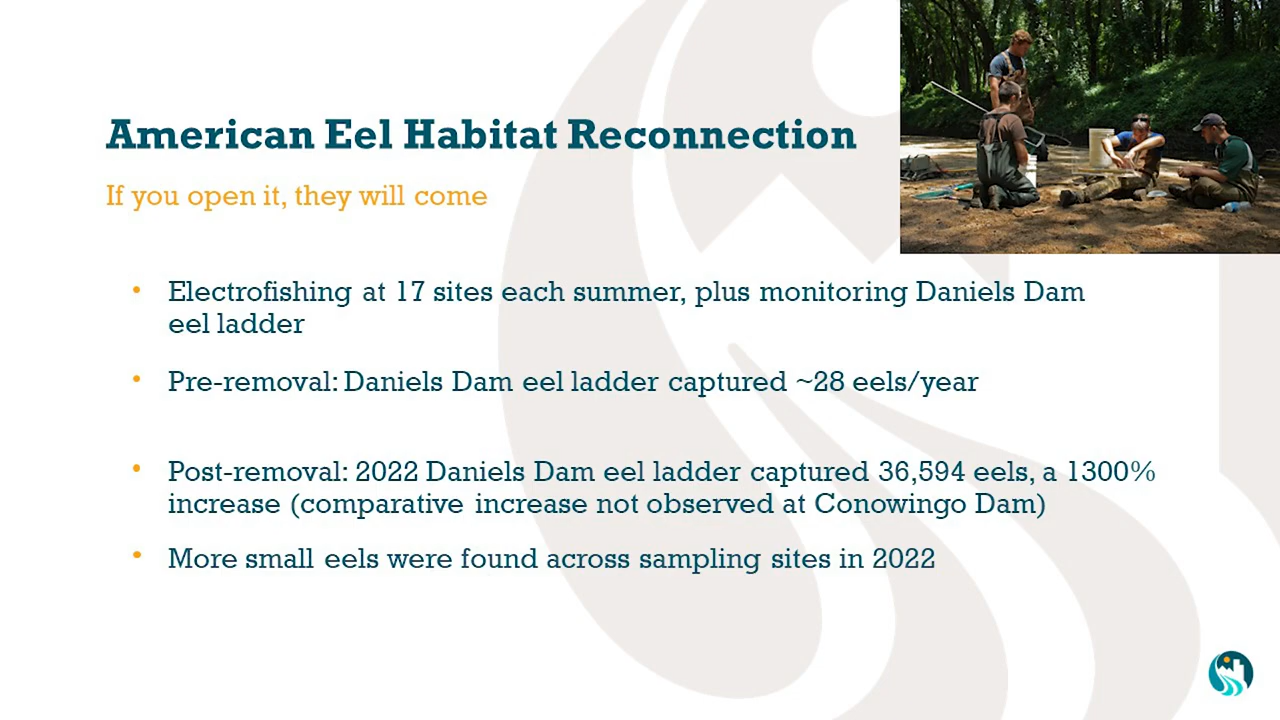 American Eel Habitat Reconnection
If you open it, they will come
• Electrofishing at 17 sites each summer, plus monitoring Daniels Dam
eel ladder
• Pre-removal: Daniels Dam eel ladder captured ~28 eels/year
• Post-removal: 2022 Daniels Dam eel ladder captured 36,594 eels, a 1300%
increase (comparative increase not observed at Conowingo Dam)
• More small eels were found across sampling sites in 2022